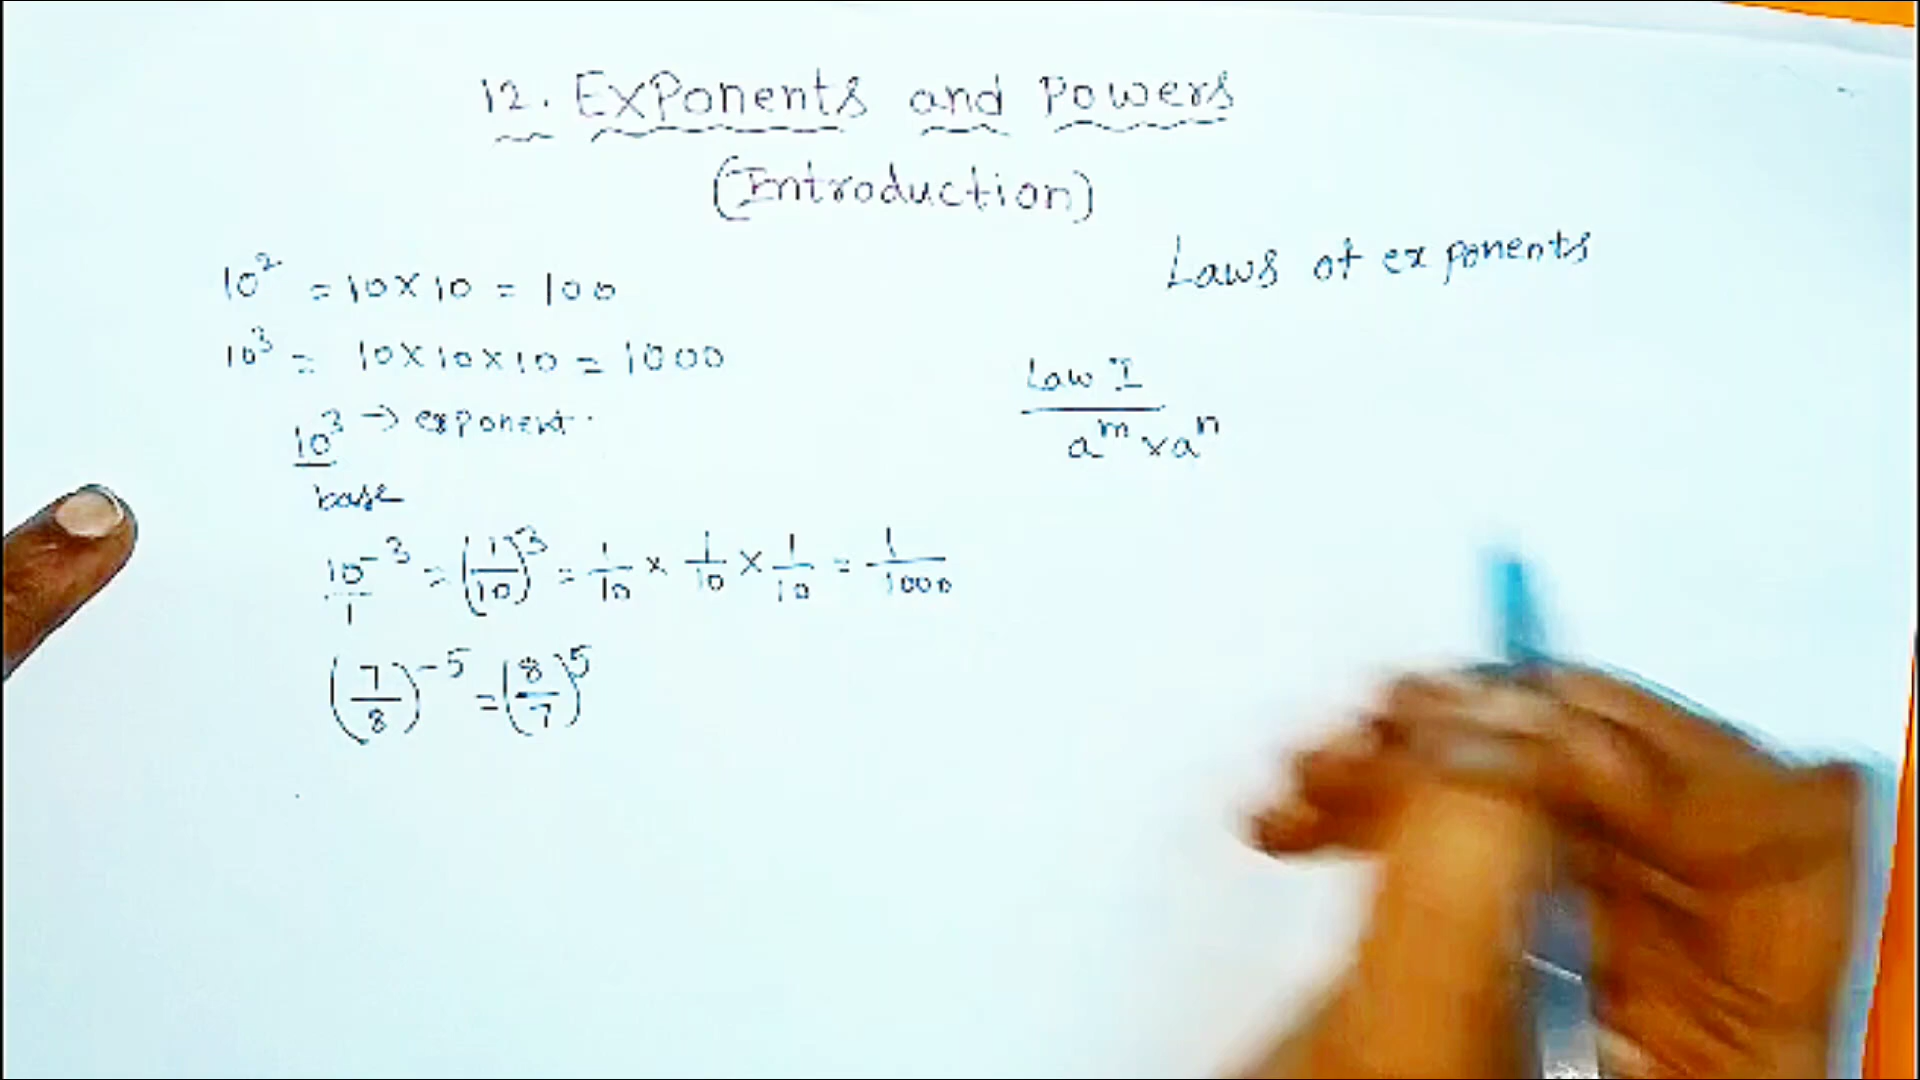 12. Exponents and Powers
(Introduction)
10² = 10 × 10 = 100
10³ = 10 × 10 × 10 = 1000
10³ → exponent
base
10⁻³/1 = (1/10)³ = 1/10 × 1/10 × 1/10 = 1/1000
(7/8)⁻⁵ = (8/7)⁵
Laws of exponents
Law I
aᵐ × aⁿ